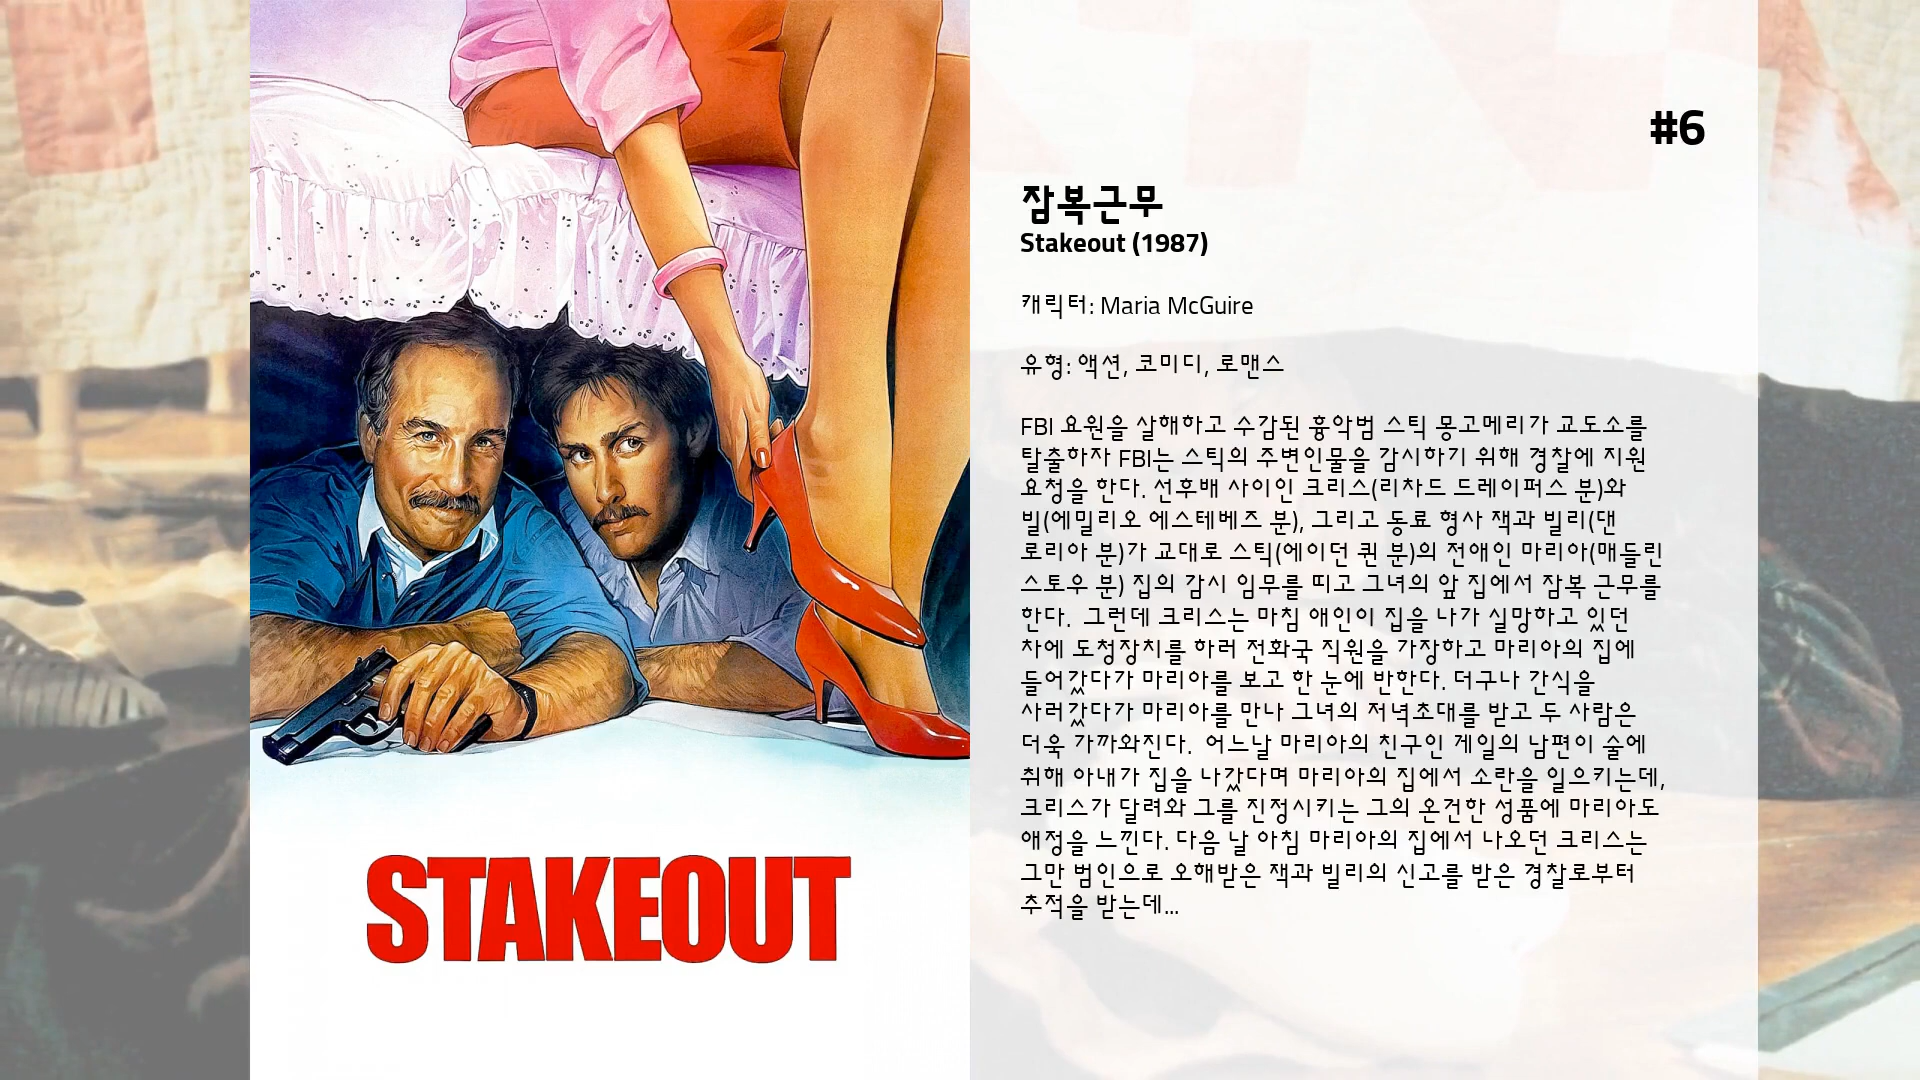 #6
잠복근무
Stakeout (1987)
캐릭터: Maria McGuire
유형: 액션, 코미디, 로맨스
FBI 요원을 살해하고 수감된 흉악범 스틱 몽고메리가 교도소를
탈출하자 FBI는 스틱의 주변인물을 감시하기 위해 경찰에 지원
요청을 한다. 선후배 사이인 크리스(리차드 드레이퍼스 분)와
빌(에밀리오 에스테베즈 분), 그리고 동료 형사 잭과 빌리(댄
로리아 분)가 교대로 스틱(에이던 퀸 분)의 전애인 마리아(매들린
스토우 분) 집의 감시 임무를 띠고 그녀의 앞 집에서 잠복 근무를
한다.  그런데 크리스는 마침 애인이 집을 나가 실망하고 있던
차에 도청장치를 하러 전화국 직원을 가장하고 마리아의 집에
들어갔다가 마리아를 보고 한 눈에 반한다. 더구나 간식을
사러갔다가 마리아를 만나 그녀의 저녁초대를 받고 두 사람은
더욱 가까와진다.  어느날 마리아의 친구인 게일의 남편이 술에
취해 아내가 집을 나갔다며 마리아의 집에서 소란을 일으키는데,
크리스가 달려와 그를 진정시키는 그의 온건한 성품에 마리아도
애정을 느낀다. 다음 날 아침 마리아의 집에서 나오던 크리스는
그만 범인으로 오해받은 잭과 빌리의 신고를 받은 경찰로부터
추적을 받는데...
STAKEOUT